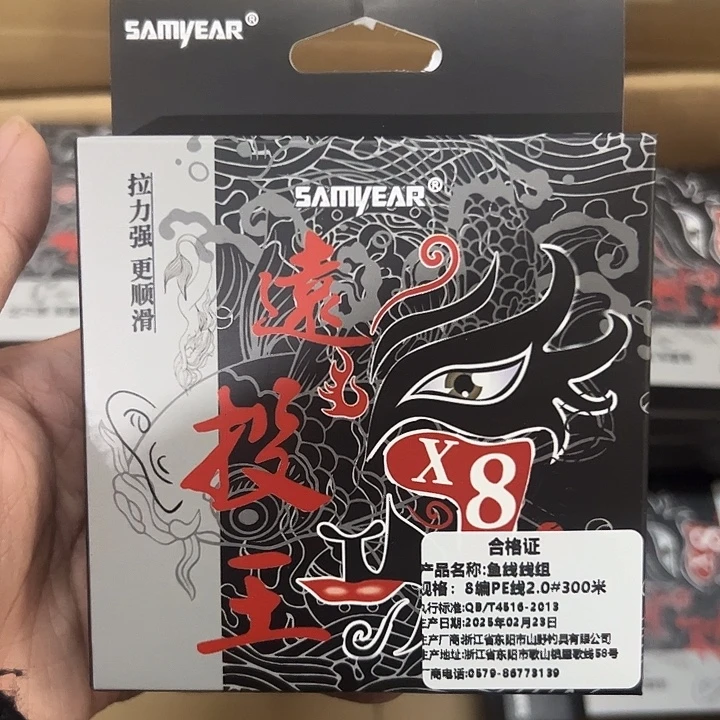 SAMYEAR®
SAMYEAR®
拉力强 更顺滑
遠投王
X8
合格证
产品名称:鱼线线组
规格：8编PE线2.0#300米
执行标准:QB/T4516-2013
生产日期:2025年02月23日
生产厂商:浙江省东阳市山野钓具有限公司
生产地址:浙江省东阳市歌山镇歌线58号
厂商电话:0579-86773139